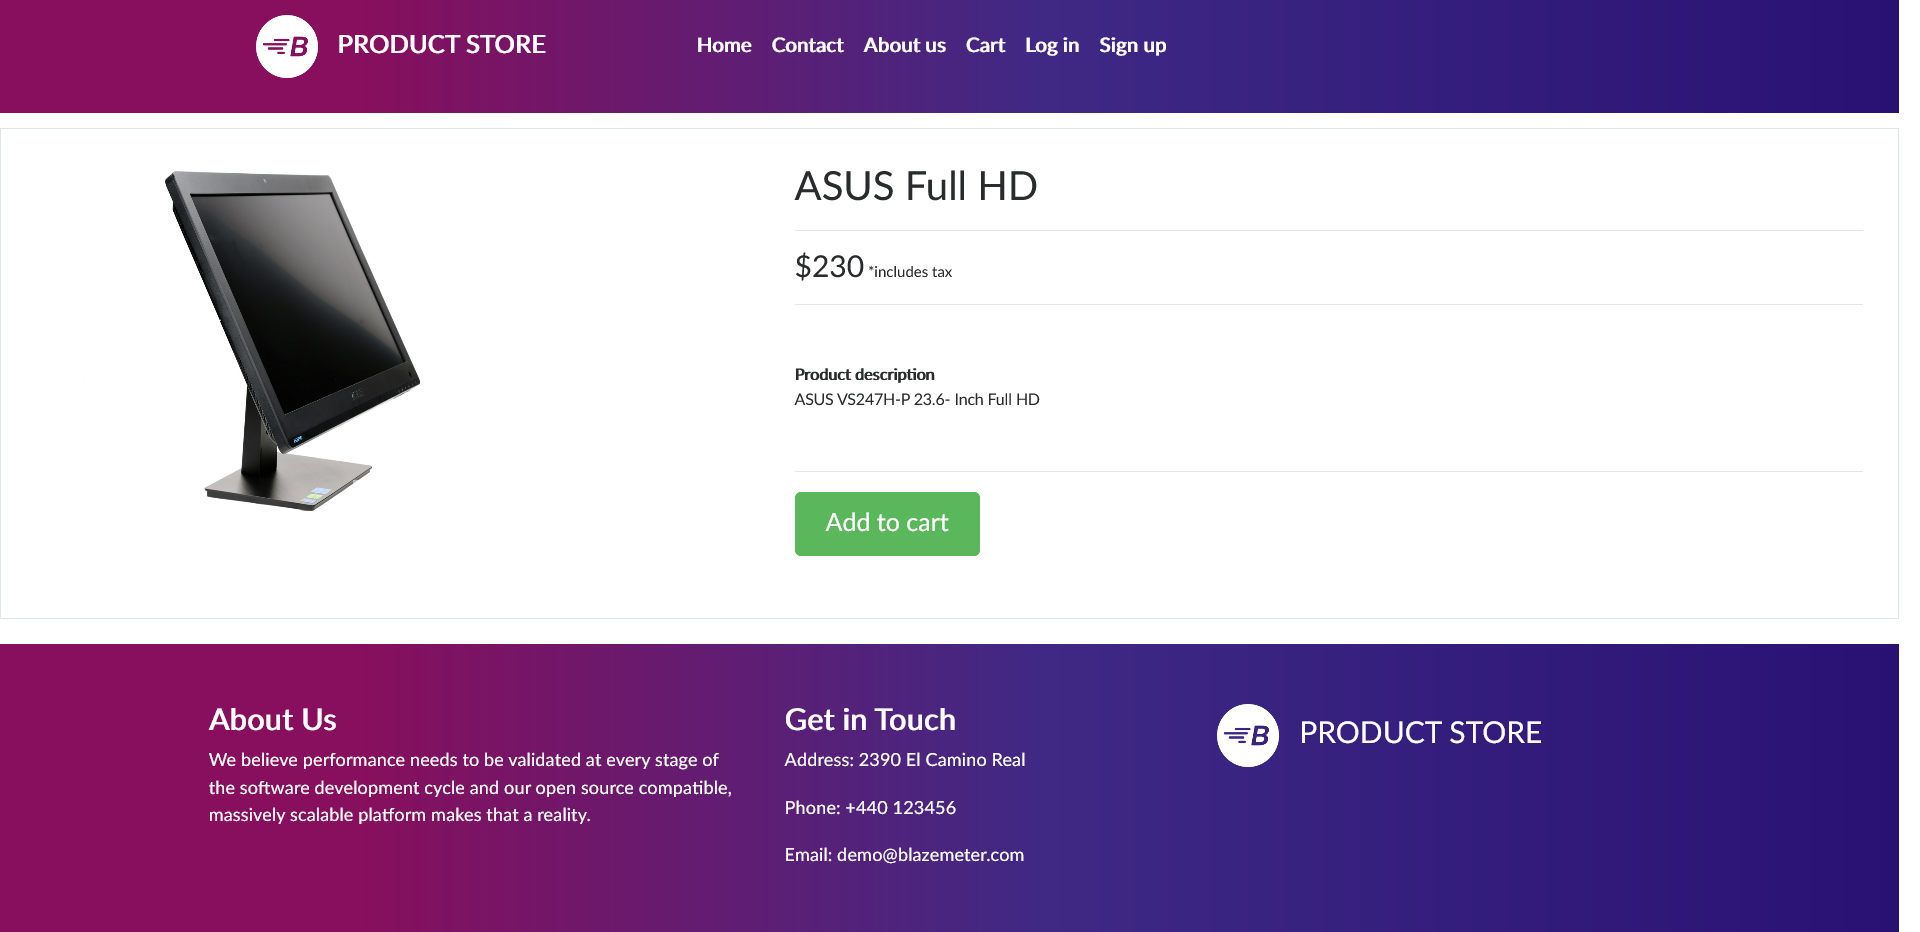 B PRODUCT STORE
Home Contact About us Cart Log in Sign up
ASUS Full HD
$230 *includes tax
Product description
ASUS VS247H-P 23.6- Inch Full HD
Add to cart
About Us
We believe performance needs to be validated at every stage of
the software development cycle and our open source compatible,
massively scalable platform makes that a reality.
Get in Touch
Address: 2390 El Camino Real
Phone: +440 123456
Email: demo@blazemeter.com
B PRODUCT STORE